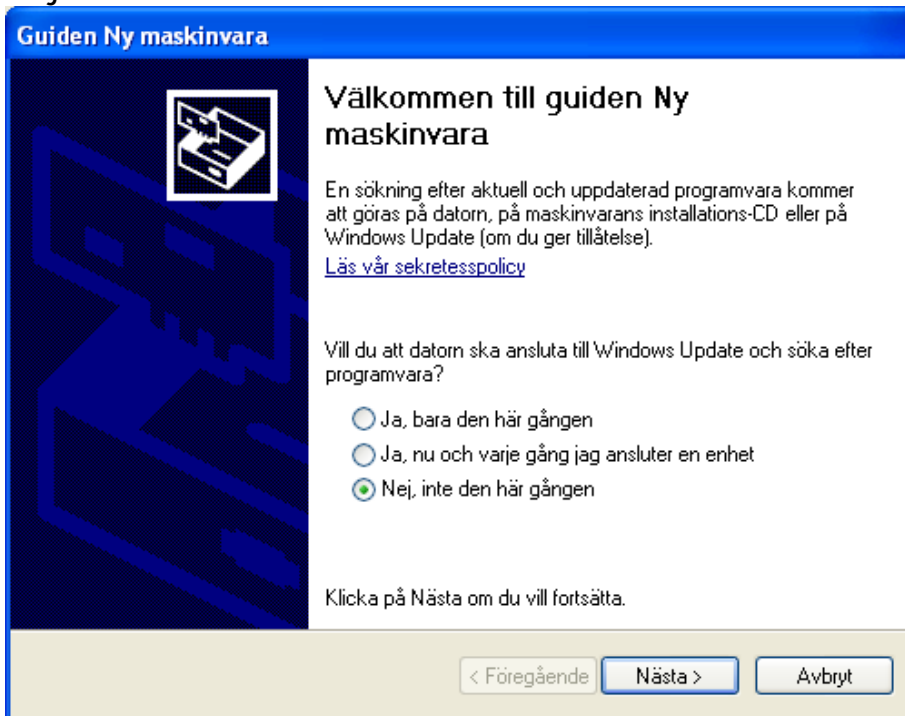 Guiden Ny maskinvara
Välkommen till guiden Ny
maskinvara
En sökning efter aktuell och uppdaterad programvara kommer
att göras på datorn, på maskinvarans installations-CD eller på
Windows Update (om du ger tillåtelse).
Läs vår sekretesspolicy
Vill du att datorn ska ansluta till Windows Update och söka efter
programvara?
Ja, bara den här gången
Ja, nu och varje gång jag ansluter en enhet
Nej, inte den här gången
Klicka på Nästa om du vill fortsätta.
< Föregående Nästa > Avbryt